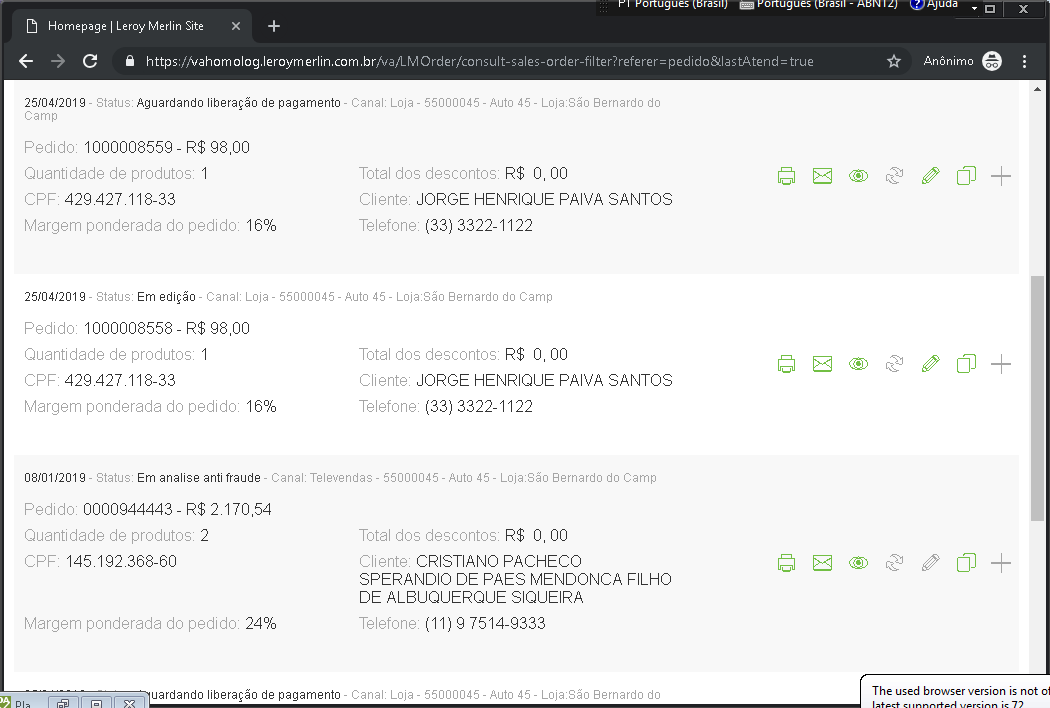 PT Português (Brasil) Português (Brasil - ABNT2) Ajuda
Homepage | Leroy Merlin Site
https://vahomolog.leroymerlin.com.br/va/LMOrder/consult-sales-order-filter?referer=pedido&lastAtend=true Anônimo
25/04/2019 - Status: Aguardando liberação de pagamento - Canal: Loja - 55000045 - Auto 45 - Loja:São Bernardo do
Camp
Pedido: 1000008559 - R$ 98,00
Quantidade de produtos: 1 Total dos descontos: R$ 0,00
CPF: 429.427.118-33 Cliente: JORGE HENRIQUE PAIVA SANTOS
Margem ponderada do pedido: 16% Telefone: (33) 3322-1122
25/04/2019 - Status: Em edição - Canal: Loja - 55000045 - Auto 45 - Loja:São Bernardo do Camp
Pedido: 1000008558 - R$ 98,00
Quantidade de produtos: 1 Total dos descontos: R$ 0,00
CPF: 429.427.118-33 Cliente: JORGE HENRIQUE PAIVA SANTOS
Margem ponderada do pedido: 16% Telefone: (33) 3322-1122
08/01/2019 - Status: Em analise anti fraude - Canal: Televendas - 55000045 - Auto 45 - Loja:São Bernardo do Camp
Pedido: 0000944443 - R$ 2.170,54
Quantidade de produtos: 2 Total dos descontos: R$ 0,00
CPF: 145.192.368-60 Cliente: CRISTIANO PACHECO
SPERANDIO DE PAES MENDONCA FILHO
DE ALBUQUERQUE SIQUEIRA
Margem ponderada do pedido: 24% Telefone: (11) 9 7514-9333
guardando liberação de pagamento - Canal: Loja - 55000045 - Auto 45 - Loja:São Bernardo do
Pla
The used browser version is not of
latest supported version is 72